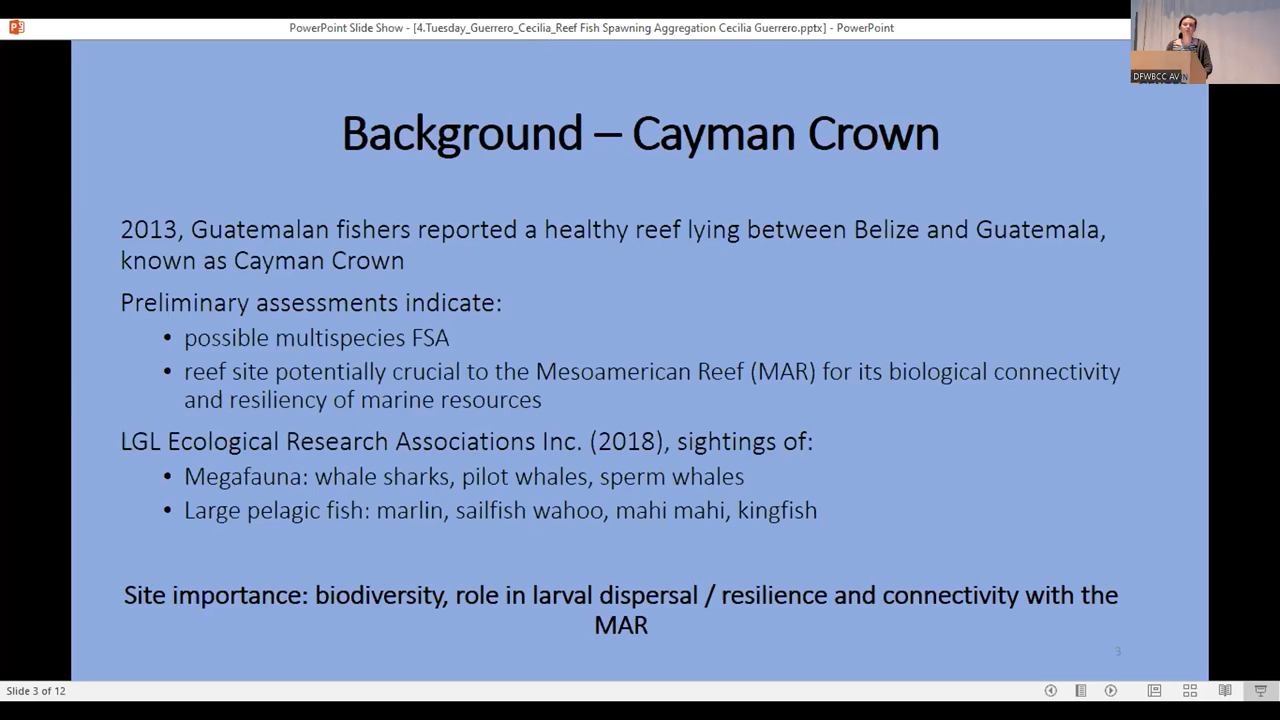 PowerPoint Slide Show - [4.Tuesday_Guerrero_Cecilia_Reef Fish Spawning Aggregation Cecilia Guerrero.pptx] - PowerPoint
DFWBCC AV
Background – Cayman Crown
2013, Guatemalan fishers reported a healthy reef lying between Belize and Guatemala,
known as Cayman Crown
Preliminary assessments indicate:
• possible multispecies FSA
• reef site potentially crucial to the Mesoamerican Reef (MAR) for its biological connectivity
and resiliency of marine resources
LGL Ecological Research Associations Inc. (2018), sightings of:
• Megafauna: whale sharks, pilot whales, sperm whales
• Large pelagic fish: marlin, sailfish wahoo, mahi mahi, kingfish
Site importance: biodiversity, role in larval dispersal / resilience and connectivity with the
MAR
3
Slide 3 of 12